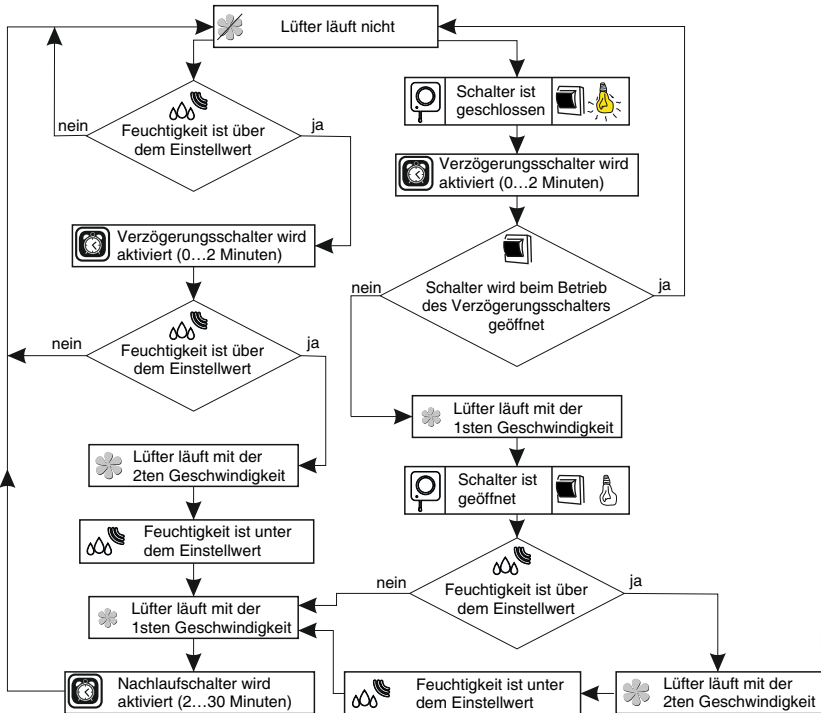 Lüfter läuft nicht
Feuchtigkeit ist über
dem Einstellwert
nein
ja
Verzögerungsschalter wird
aktiviert (0…2 Minuten)
Feuchtigkeit ist über
dem Einstellwert
nein
ja
Lüfter läuft mit der
2ten Geschwindigkeit
Feuchtigkeit ist unter
dem Einstellwert
Lüfter läuft mit der
1sten Geschwindigkeit
Nachlaufschalter wird
aktiviert (2…30 Minuten)
Schalter ist
geschlossen
Verzögerungsschalter wird
aktiviert (0…2 Minuten)
Schalter wird beim Betrieb
des Verzögerungsschalters
geöffnet
nein
ja
Lüfter läuft mit der
1sten Geschwindigkeit
Schalter ist
geöffnet
Feuchtigkeit ist über
dem Einstellwert
nein
ja
Lüfter läuft mit der
2ten Geschwindigkeit
Feuchtigkeit ist unter
dem Einstellwert